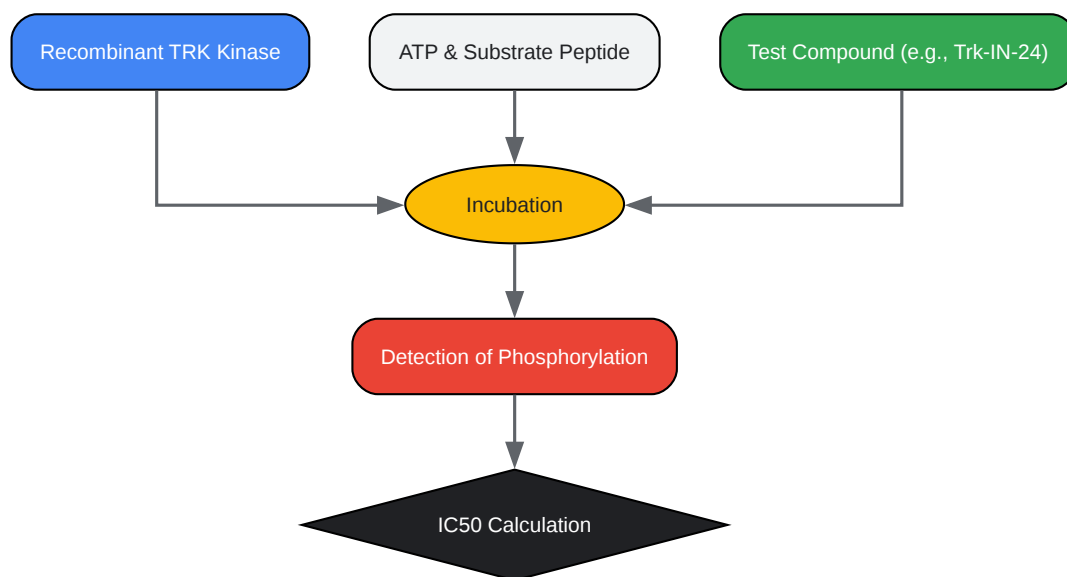 Recombinant TRK Kinase
ATP & Substrate Peptide
Test Compound (e.g., Trk-IN-24)
Incubation
Detection of Phosphorylation
IC50 Calculation